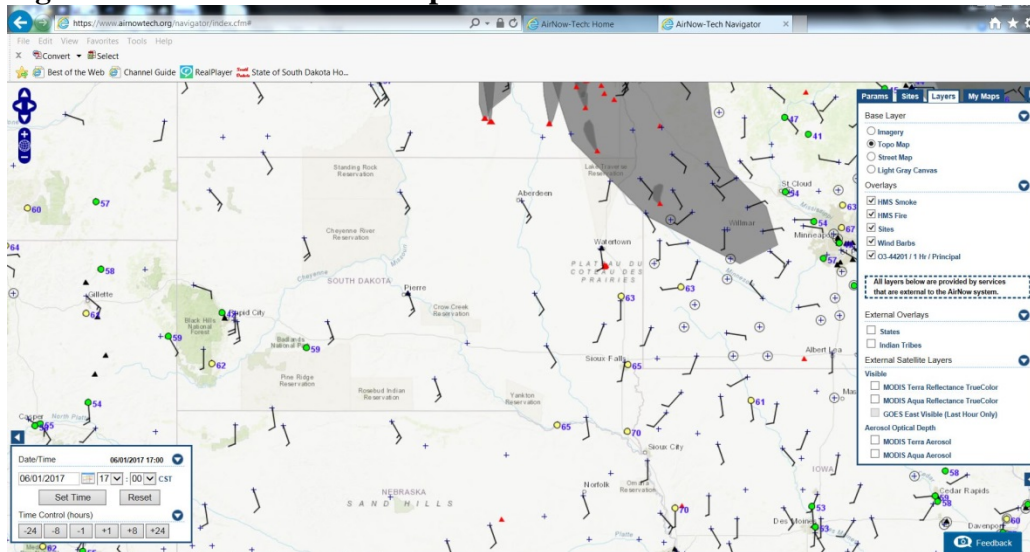 https://www.airnowtech.org/navigator/index.cfm#
AirNow-Tech: Home
AirNow-Tech Navigator
File Edit View Favorites Tools Help
x Convert Select
Best of the Web Channel Guide RealPlayer State of South Dakota Ho...
Params Sites Layers My Maps
Base Layer
Imagery
Topo Map
Street Map
Light Gray Canvas
Overlays
HMS Smoke
HMS Fire
Sites
Wind Barbs
O3-44201 / 1 Hr / Principal
All layers below are provided by services
that are external to the AirNow system.
External Overlays
States
Indian Tribes
External Satellite Layers
Visible
MODIS Terra Reflectance TrueColor
MODIS Aqua Reflectance TrueColor
GOES East Visible (Last Hour Only)
Aerosol Optical Depth
MODIS Terra Aerosol
MODIS Aqua Aerosol
47
41
Standing Rock
Reservation
Lake Traverse
Reservation
Aberdeen
St Cloud
54
63
60
57
Willmar
54
67
Minneapolis
Cheyenne River
Reservation
Watertown
57
64
58
PLATEAU DU
COTEAU DES
PRAIRIES
Cheyenne
SOUTH DAKOTA
Pierre
63
63
Gillette
Crow Creek
Reservation
Black Hills
National
Forest
Rapid City
59
Badlands
National Park
59
62
Sioux Falls
65
Albert Lea
Pine Ridge
Reservation
Rosebud Indian
Reservation
Yankton
Reservation
61
54
Casper
North Platte
65
70
Sioux City
IOWA
Norfolk
Omaha
Reservation
58
Cedar Rapids
58
NEBRASKA
SAND HILLS
70
53
Des Moines
53
Davenport
60
Platte
62
Date/Time 06/01/2017 17:00
06/01/2017 17 : 00 CST
Set Time Reset
Time Control (hours)
-24 -8 -1 +1 +8 +24
Feedback